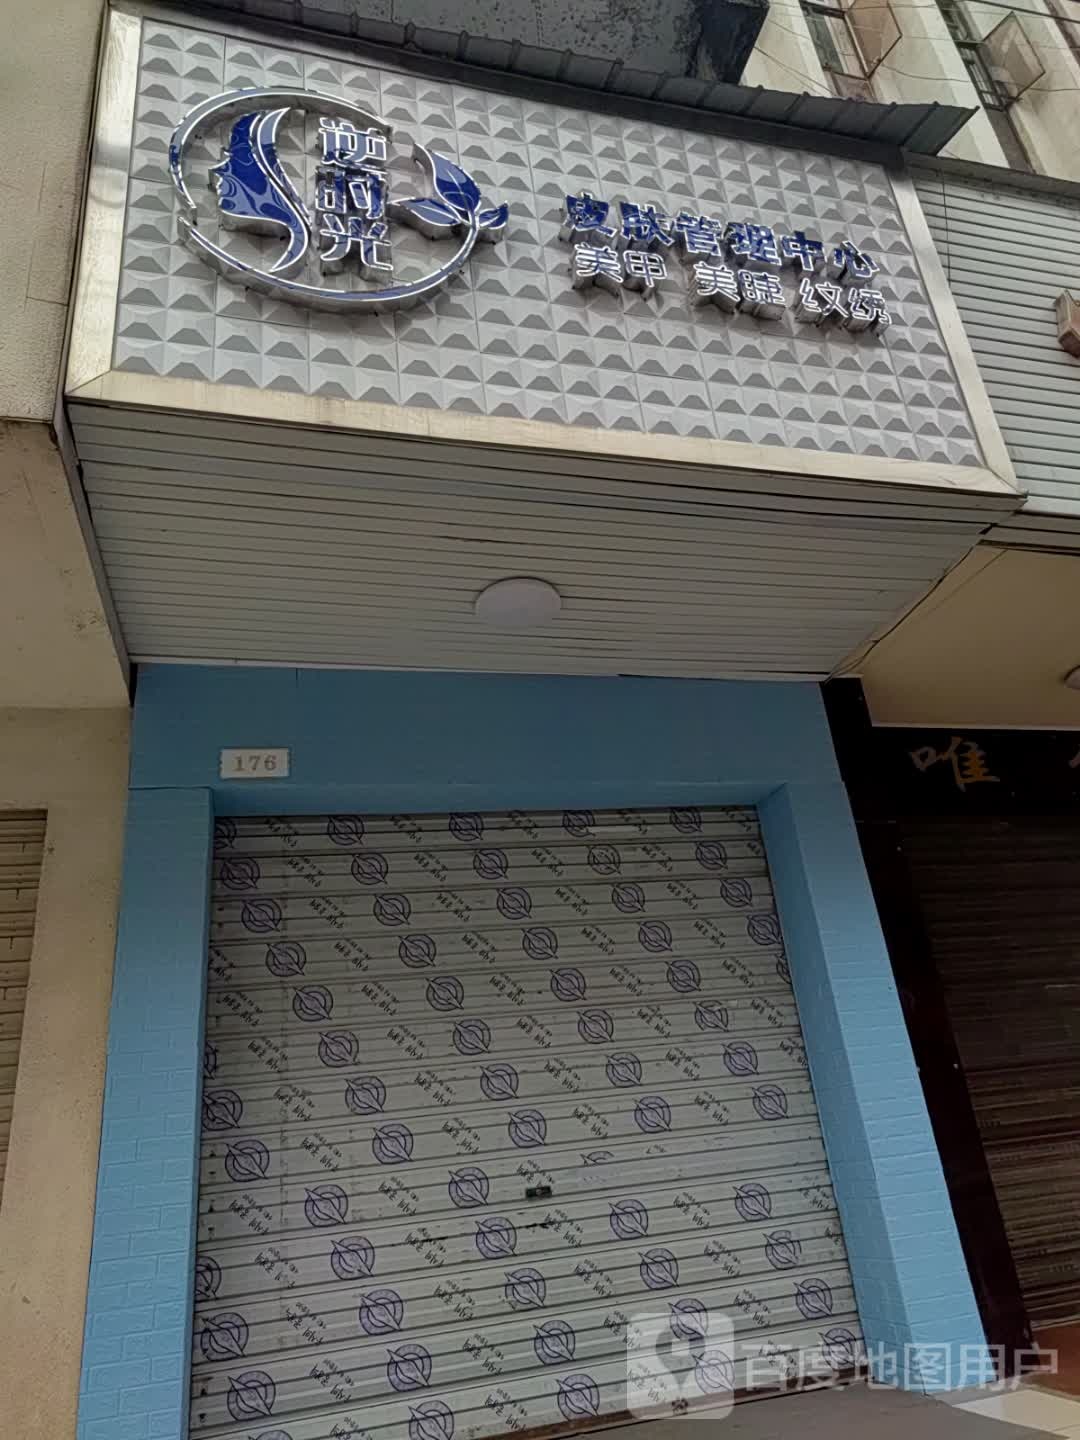 逆时光
皮肤管理中心
美甲 美睫 纹绣
176
唯
百度地图用户